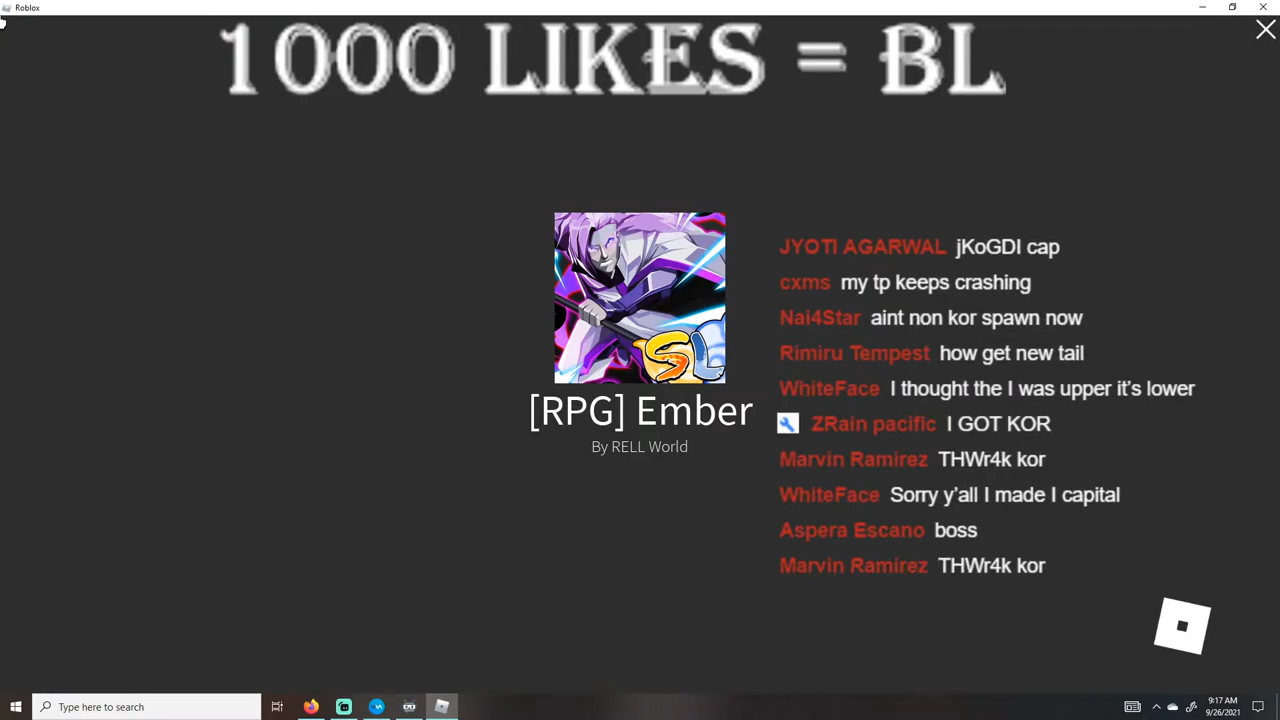 Roblox
1000 LIKES = BL
SL
[RPG] Ember
By RELL World
JYOTI AGARWAL jKoGDI cap
cxms my tp keeps crashing
Nai4Star aint non kor spawn now
Rimiru Tempest how get new tail
WhiteFace I thought the I was upper it’s lower
ZRain pacific I GOT KOR
Marvin Ramirez THWr4k kor
WhiteFace Sorry y’all I made I capital
Aspera Escano boss
Marvin Ramirez THWr4k kor
Type here to search
9:17 AM
9/26/2021